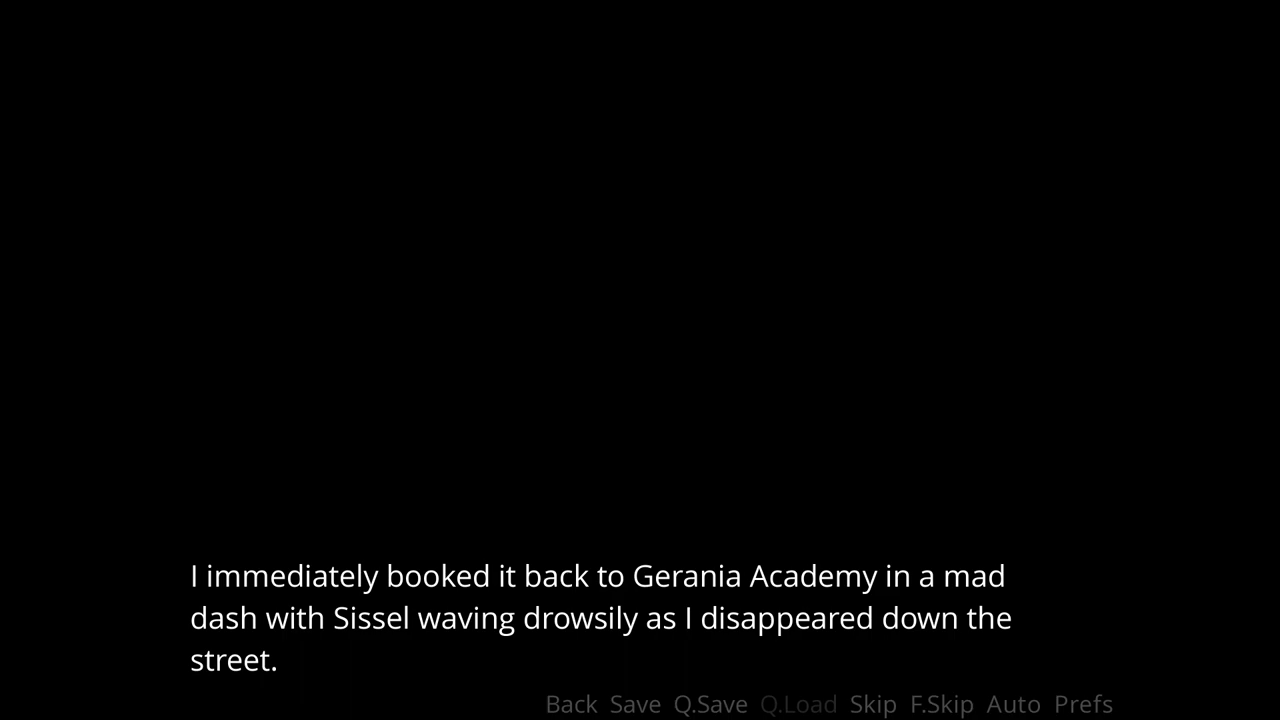 I immediately booked it back to Gerania Academy in a mad
dash with Sissel waving drowsily as I disappeared down the
street.
Back Save Q.Save Q.Load Skip F.Skip Auto Prefs